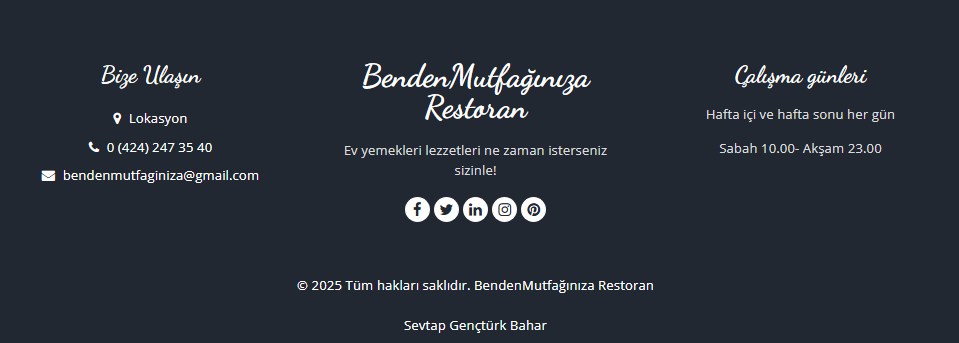 Bize Ulaşın
Lokasyon
0 (424) 247 35 40
bendenmutfaginiza@gmail.com
BendenMutfağınıza
Restoran
Ev yemekleri lezzetleri ne zaman isterseniz
sizinle!
Çalışma günleri
Hafta içi ve hafta sonu her gün
Sabah 10.00- Akşam 23.00
© 2025 Tüm hakları saklıdır. BendenMutfağınıza Restoran
Sevtap Gençtürk Bahar